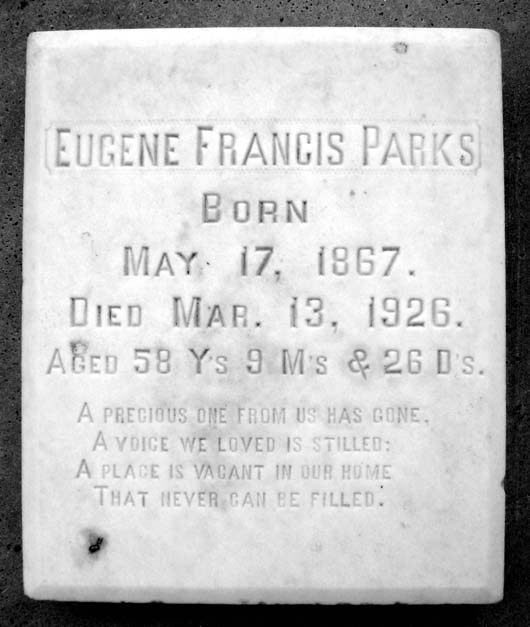 Eugene Francis Parks
Born
May 17, 1867.
Died Mar. 13, 1926.
Aged 58 Y's 9 M's & 26 D's.
A precious one from us has gone,
A voice we loved is stilled:
A place is vacant in our home
That never can be filled.